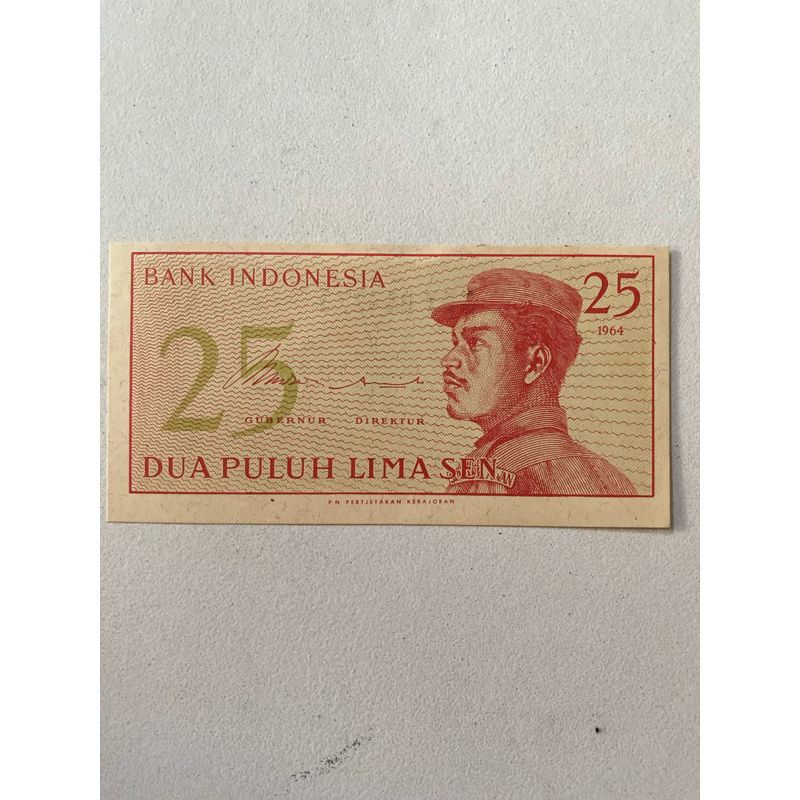 BANK INDONESIA
25
1964
25
GUBERNUR DIREKTUR
DUA PULUH LIMA SEN
P N PERTJETAKAN KEBAJORAN